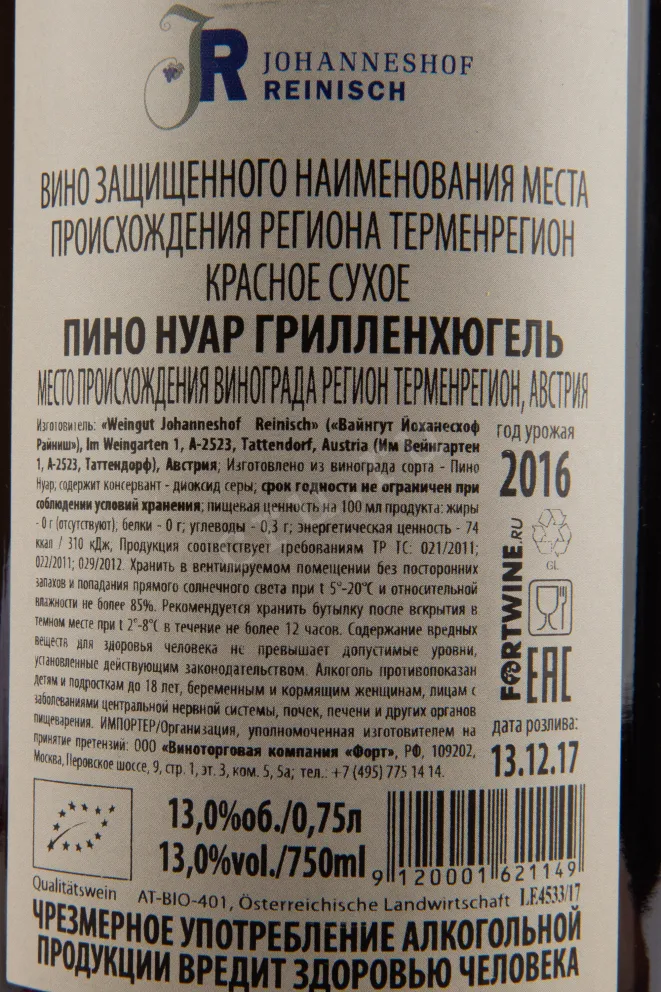 JR JOHANNESHOF
REINISCH
ВИНО ЗАЩИЩЕННОГО НАИМЕНОВАНИЯ МЕСТА
ПРОИСХОЖДЕНИЯ РЕГИОНА ТЕРМЕНРЕГИОН
КРАСНОЕ СУХОЕ
ПИНО НУАР ГРИЛЛЕНХЮГЕЛЬ
МЕСТО ПРОИСХОЖДЕНИЯ ВИНОГРАДА РЕГИОН ТЕРМЕНРЕГИОН, АВСТРИЯ
Изготовитель: «Weingut Johanneshof Reinisch» («Вайнгут Йоханесхоф
Райниш»), Im Weingarten 1, A-2523, Tattendorf, Austria (Им Вейнгартен
1, А-2523, Таттендорф), Австрия; Изготовлено из винограда сорта - Пино
Нуар, содержит консервант - диоксид серы; срок годности не ограничен при
соблюдении условий хранения; пищевая ценность на 100 мл продукта: жиры
- 0 г (отсутствуют); белки - 0 г; углеводы - 0,3 г; энергетическая ценность - 74
ккал / 310 кДж, Продукция соответствует требованиям ТР ТС: 021/2011;
022/2011; 029/2012. Хранить в вентилируемом помещении без посторонних
запахов и попадания прямого солнечного света при t 5°-20°С и относительной
влажности не более 85%. Рекомендуется хранить бутылку после вскрытия в
темном месте при t 2°-8°С в течение не более 12 часов. Содержание вредных
веществ для здоровья человека не превышает допустимые уровни,
установленные действующим законодательством. Алкоголь противопоказан
детям и подросткам до 18 лет, беременным и кормящим женщинам, лицам с
заболеваниями центральной нервной системы, почек, печени и других органов
пищеварения. ИМПОРТЕР/Организация, уполномоченная изготовителем на
принятие претензий: ООО «Виноторговая компания «Форт», РФ, 109202,
Москва, Перовское шоссе, 9, стр. 1, эт. 3, ком. 5, 5а; тел.: +7 (495) 775 14 14.
год урожая
2016
GL
FORTWINE.RU
EAC
дата розлива:
13.12.17
13,0%об./0,75л
13,0%vol./750ml
9 120001 621149
Qualitätswein AT-BIO-401, Österreichische Landwirtschaft LE4533/17
ЧРЕЗМЕРНОЕ УПОТРЕБЛЕНИЕ АЛКОГОЛЬНОЙ
ПРОДУКЦИИ ВРЕДИТ ЗДОРОВЬЮ ЧЕЛОВЕКА